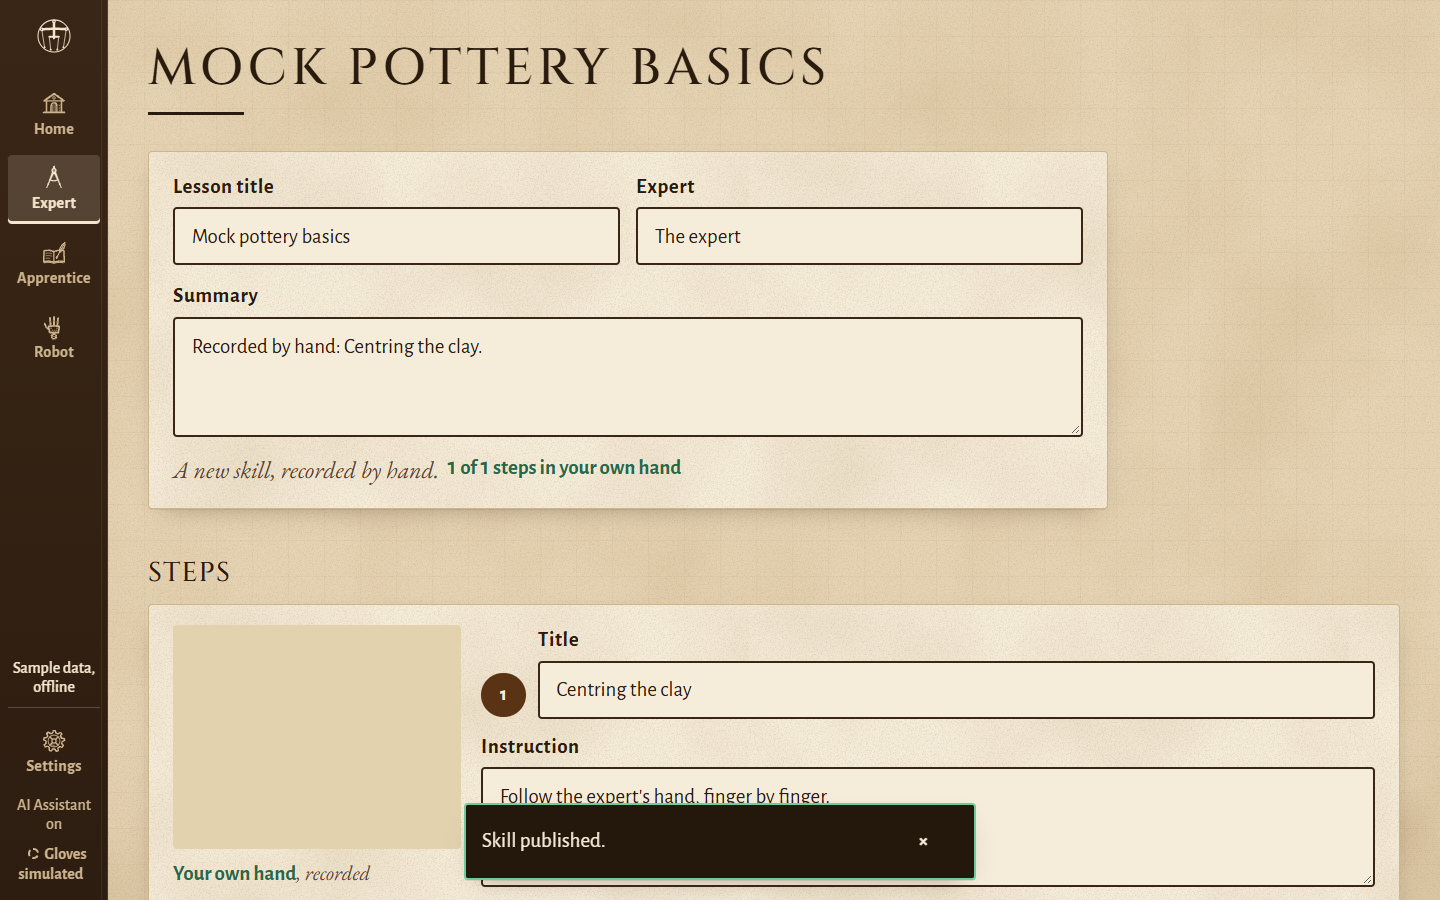 MOCK POTTERY BASICS
Home
Expert
Apprentice
Robot
Sample data,
offline
Settings
AI Assistant
on
Gloves
simulated
Lesson title
Mock pottery basics
Expert
The expert
Summary
Recorded by hand: Centring the clay.
A new skill, recorded by hand. 1 of 1 steps in your own hand
STEPS
1
Title
Centring the clay
Instruction
Follow the expert's hand, finger by finger.
Your own hand, recorded
Skill published. ×